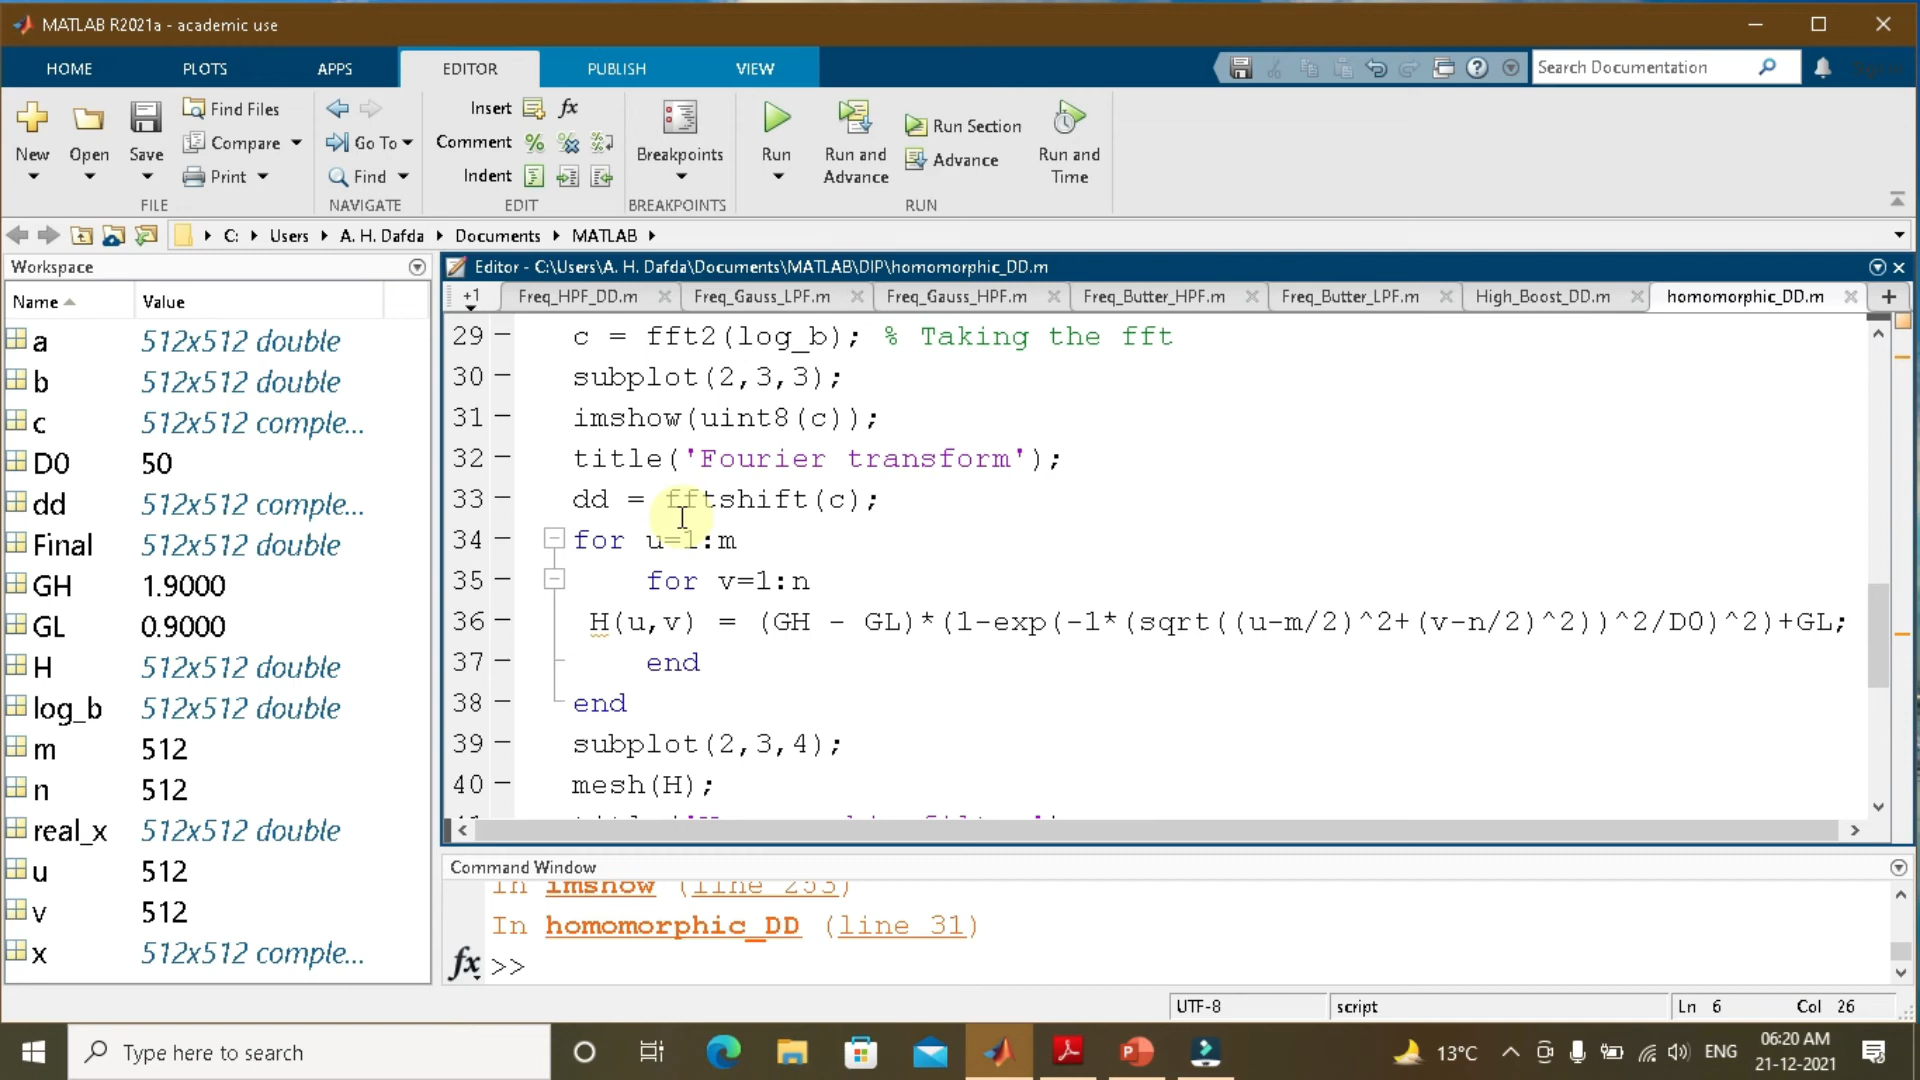 MATLAB R2021a - academic use
HOME PLOTS APPS EDITOR PUBLISH VIEW
Search Documentation
New Open Save Find Files Compare Print
FILE
Go To Find
NAVIGATE
Insert fx
Comment
Indent
EDIT
Breakpoints
BREAKPOINTS
Run Run and Advance Run Section Advance Run and Time
RUN
C: Users A. H. Dafda Documents MATLAB
Workspace
Name Value
a 512x512 double
b 512x512 double
c 512x512 comple...
D0 50
dd 512x512 comple...
Final 512x512 double
GH 1.9000
GL 0.9000
H 512x512 double
log_b 512x512 double
m 512
n 512
real_x 512x512 double
u 512
v 512
x 512x512 comple...
Editor - C:\Users\A. H. Dafda\Documents\MATLAB\DIP\homomorphic_DD.m
+1 Freq_HPF_DD.m Freq_Gauss_LPF.m Freq_Gauss_HPF.m Freq_Butter_HPF.m Freq_Butter_LPF.m High_Boost_DD.m homomorphic_DD.m
29 c = fft2(log_b); % Taking the fft
30 subplot(2,3,3);
31 imshow(uint8(c));
32 title('Fourier transform');
33 dd = fftshift(c);
34 for u=1:m
35 for v=1:n
36 H(u,v) = (GH - GL)*(1-exp(-1*(sqrt((u-m/2)^2+(v-n/2)^2))^2/D0)^2)+GL;
37 end
38 end
39 subplot(2,3,4);
40 mesh(H);
Command Window
In imshow (line 253)
In homomorphic_DD (line 31)
fx >>
UTF-8 script Ln 6 Col 26
Type here to search
13°C ENG
06:20 AM
21-12-2021